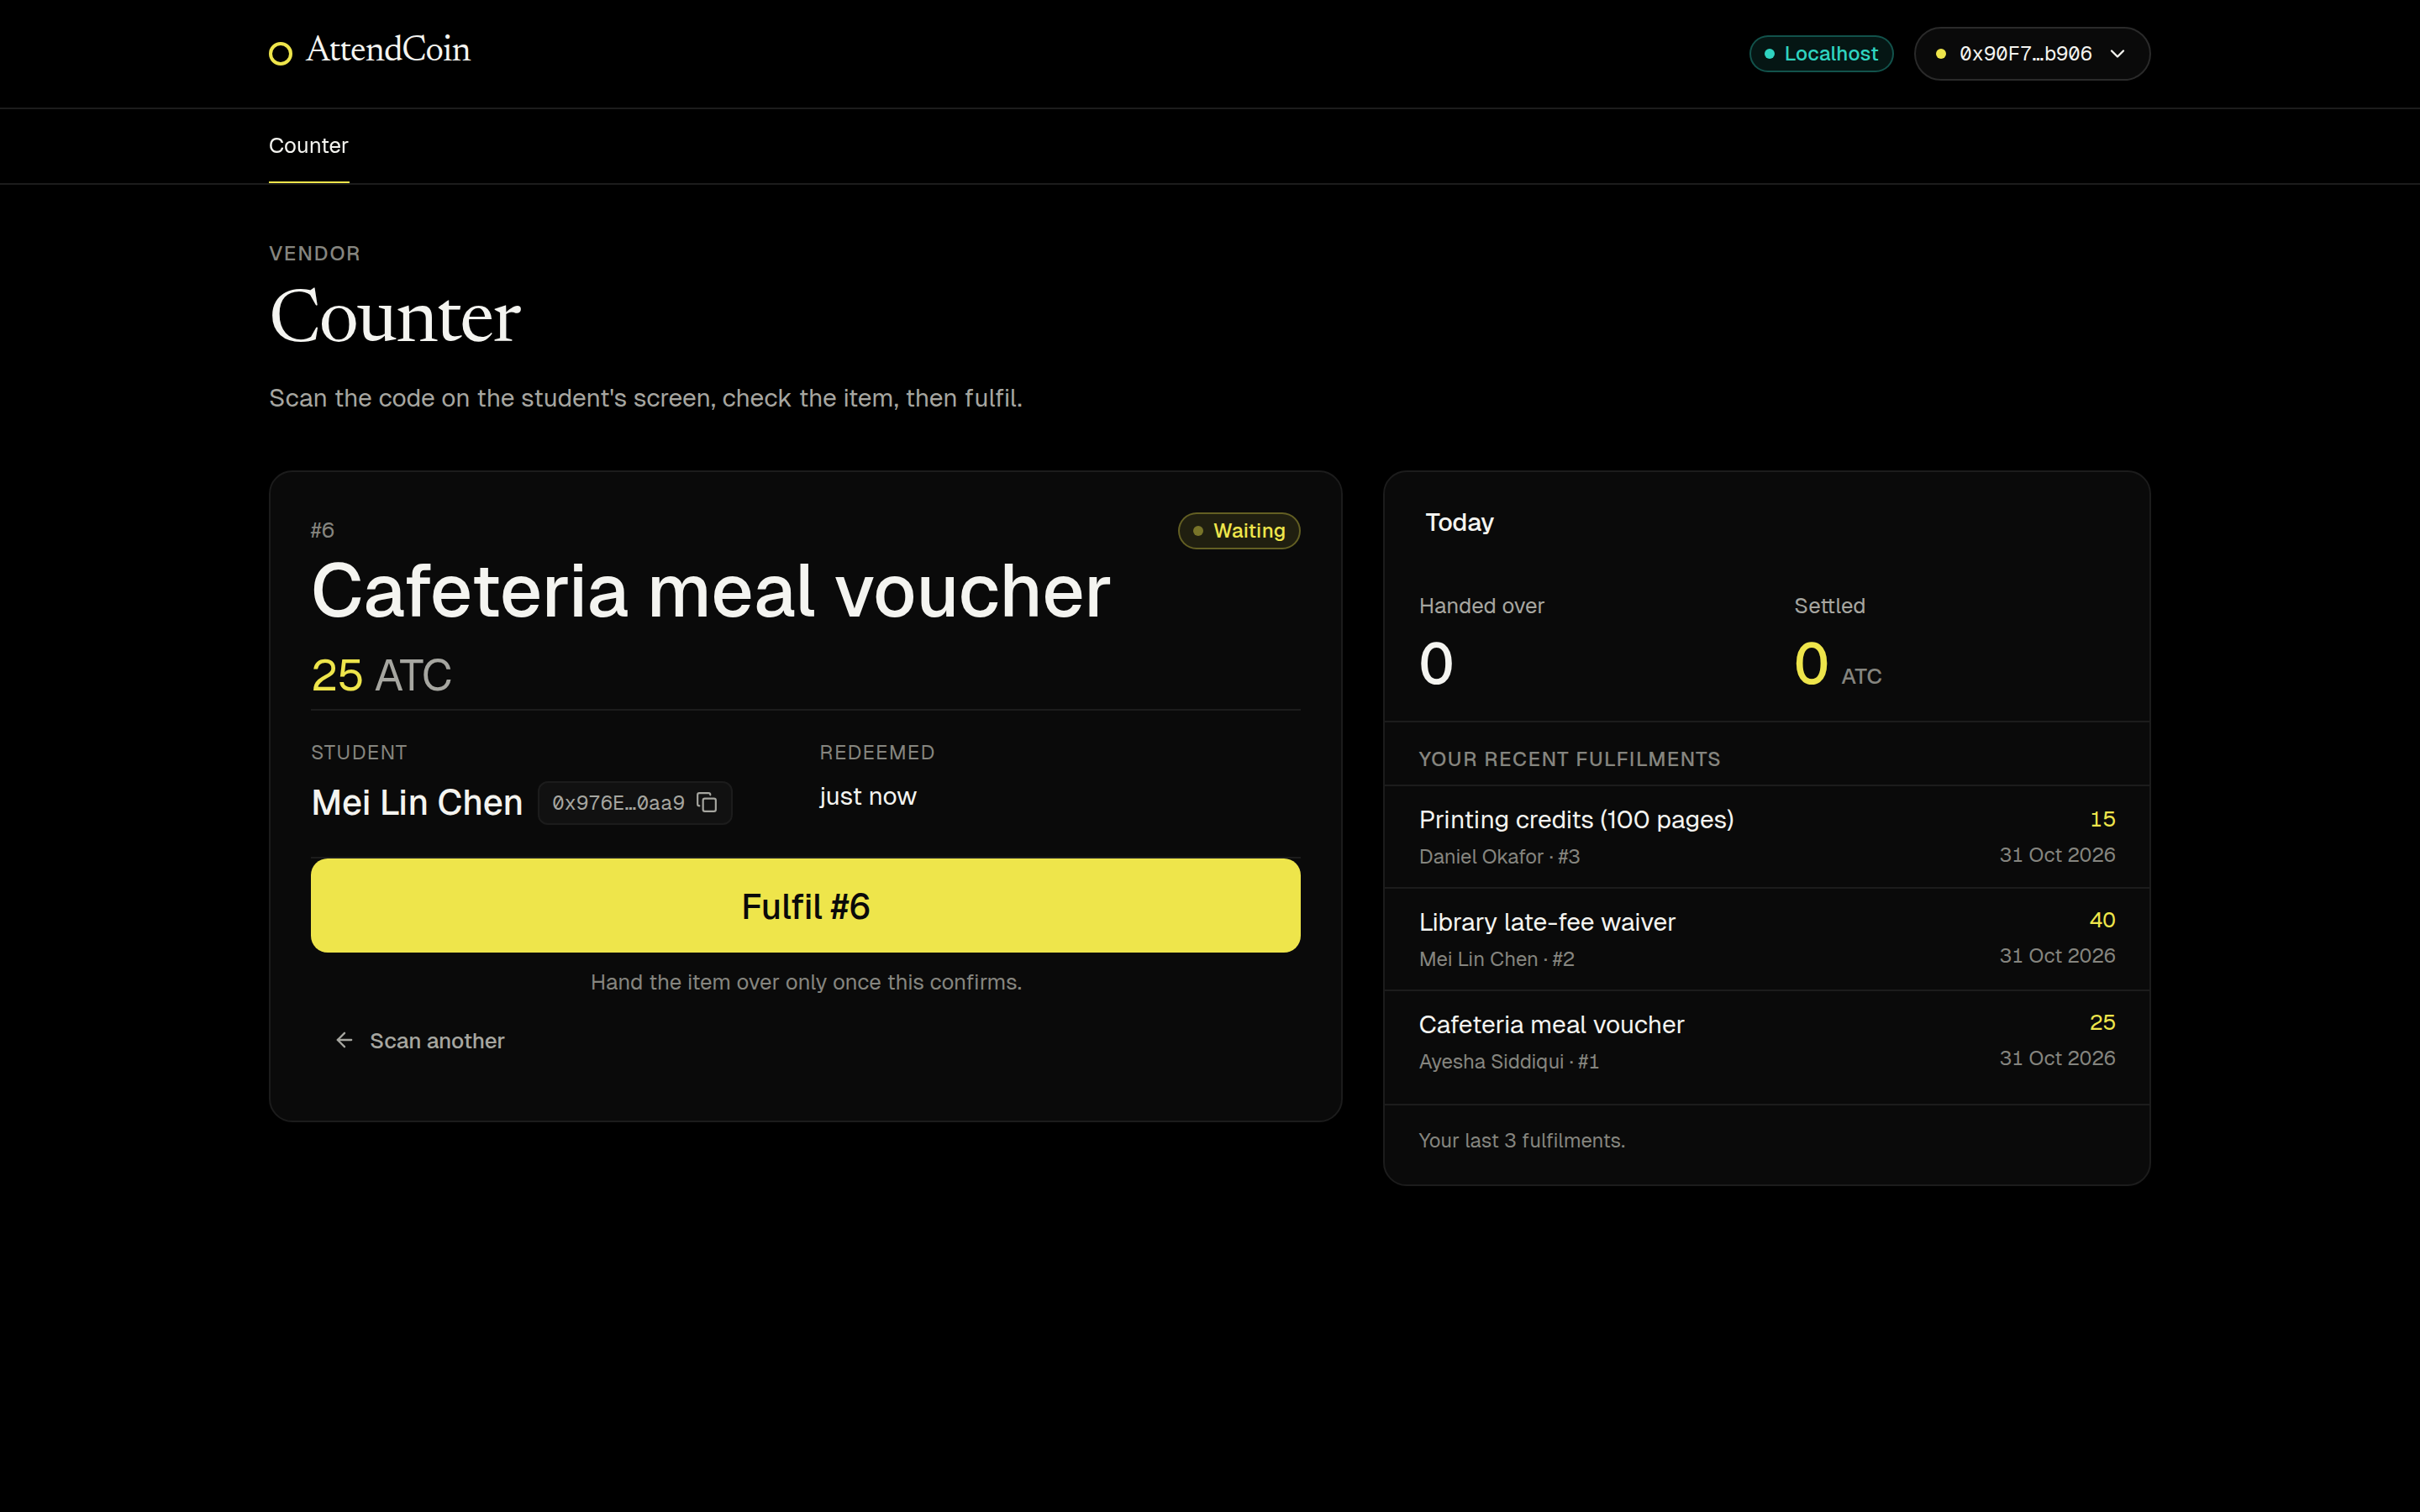 AttendCoin
Localhost
0x90F7…b906
Counter
VENDOR
Counter
Scan the code on the student's screen, check the item, then fulfil.
#6
Waiting
Cafeteria meal voucher
25 ATC
STUDENT
REDEEMED
Mei Lin Chen 0x976E…0aa9
just now
Fulfil #6
Hand the item over only once this confirms.
Scan another
Today
Handed over
Settled
0
0 ATC
YOUR RECENT FULFILMENTS
Printing credits (100 pages)
15
Daniel Okafor · #3
31 Oct 2026
Library late-fee waiver
40
Mei Lin Chen · #2
31 Oct 2026
Cafeteria meal voucher
25
Ayesha Siddiqui · #1
31 Oct 2026
Your last 3 fulfilments.